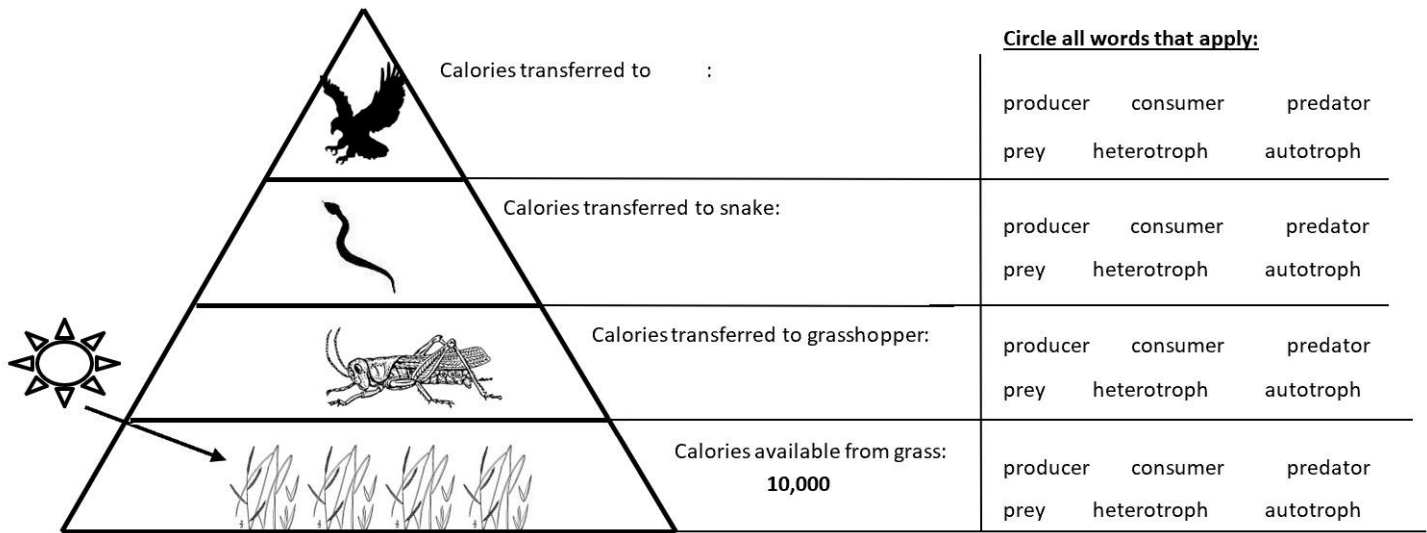 Circle all words that apply:
Calories transferred to :
producer consumer predator
prey heterotroph autotroph
Calories transferred to snake:
producer consumer predator
prey heterotroph autotroph
Calories transferred to grasshopper:
producer consumer predator
prey heterotroph autotroph
Calories available from grass:
10,000
producer consumer predator
prey heterotroph autotroph